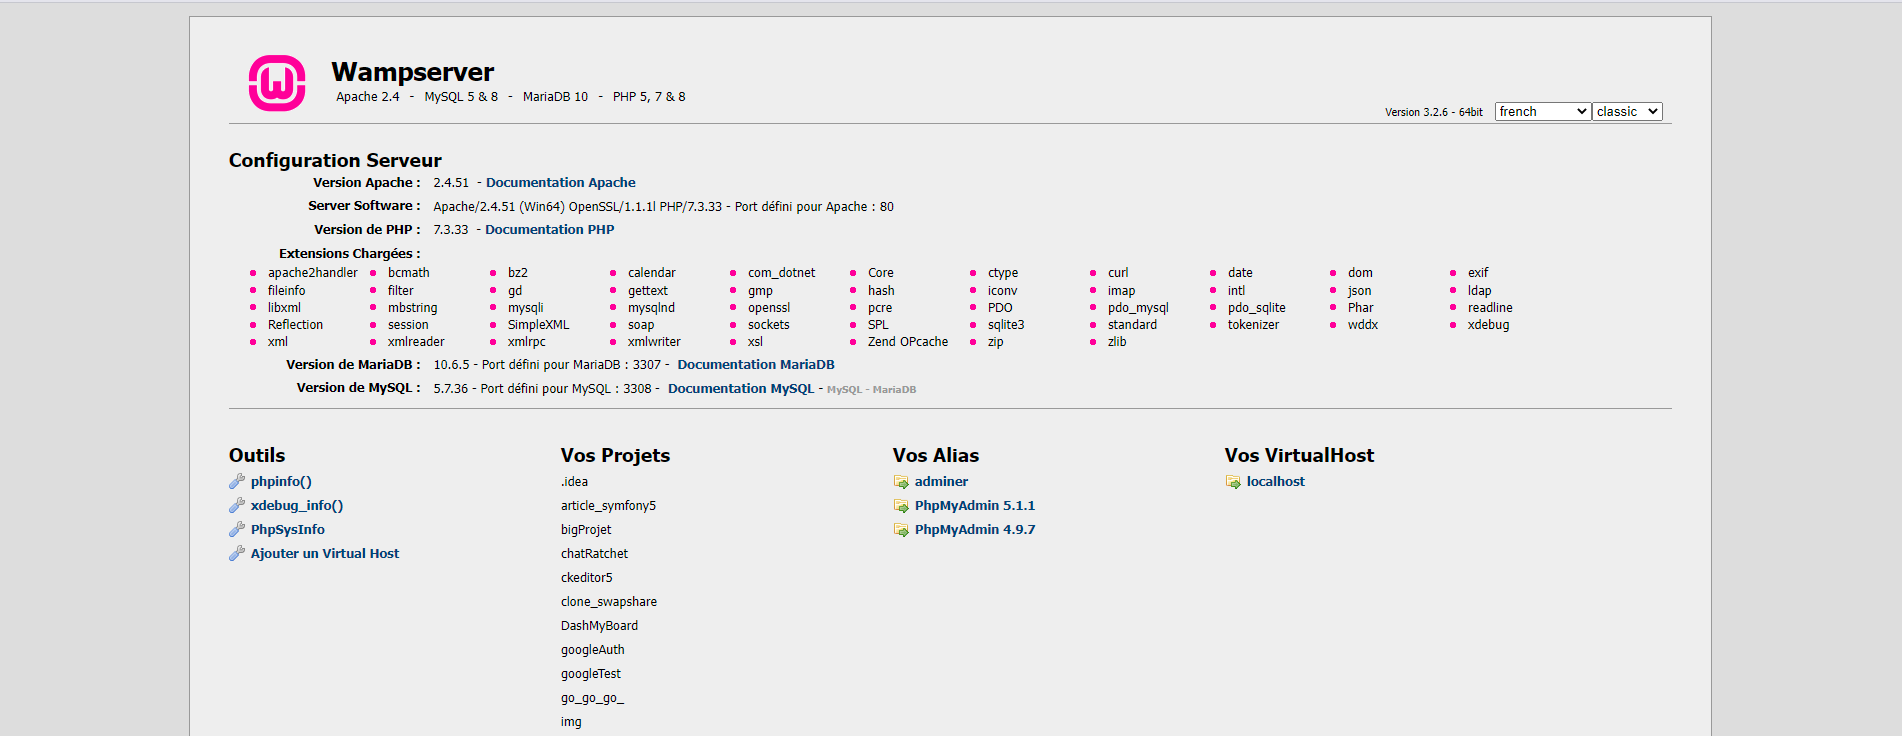 Wampserver
Apache 2.4 - MySQL 5 & 8 - MariaDB 10 - PHP 5, 7 & 8
Version 3.2.6 - 64bit french classic
Configuration Serveur
Version Apache : 2.4.51 - Documentation Apache
Server Software : Apache/2.4.51 (Win64) OpenSSL/1.1.1l PHP/7.3.33 - Port défini pour Apache : 80
Version de PHP : 7.3.33 - Documentation PHP
Extensions Chargées :
apache2handler bcmath bz2 calendar com_dotnet Core ctype curl date dom exif
fileinfo filter gd gettext gmp hash iconv imap intl json ldap
libxml mbstring mysqli mysqlnd openssl pcre PDO pdo_mysql pdo_sqlite Phar readline
Reflection session SimpleXML soap sockets SPL sqlite3 standard tokenizer wddx xdebug
xml xmlreader xmlrpc xmlwriter xsl Zend OPcache zip zlib
Version de MariaDB : 10.6.5 - Port défini pour MariaDB : 3307 - Documentation MariaDB
Version de MySQL : 5.7.36 - Port défini pour MySQL : 3308 - Documentation MySQL - MySQL - MariaDB
Outils
phpinfo()
xdebug_info()
PhpSysInfo
Ajouter un Virtual Host
Vos Projets
.idea
article_symfony5
bigProjet
chatRatchet
ckeditor5
clone_swapshare
DashMyBoard
googleAuth
googleTest
go_go_go_
img
Vos Alias
adminer
PhpMyAdmin 5.1.1
PhpMyAdmin 4.9.7
Vos VirtualHost
localhost